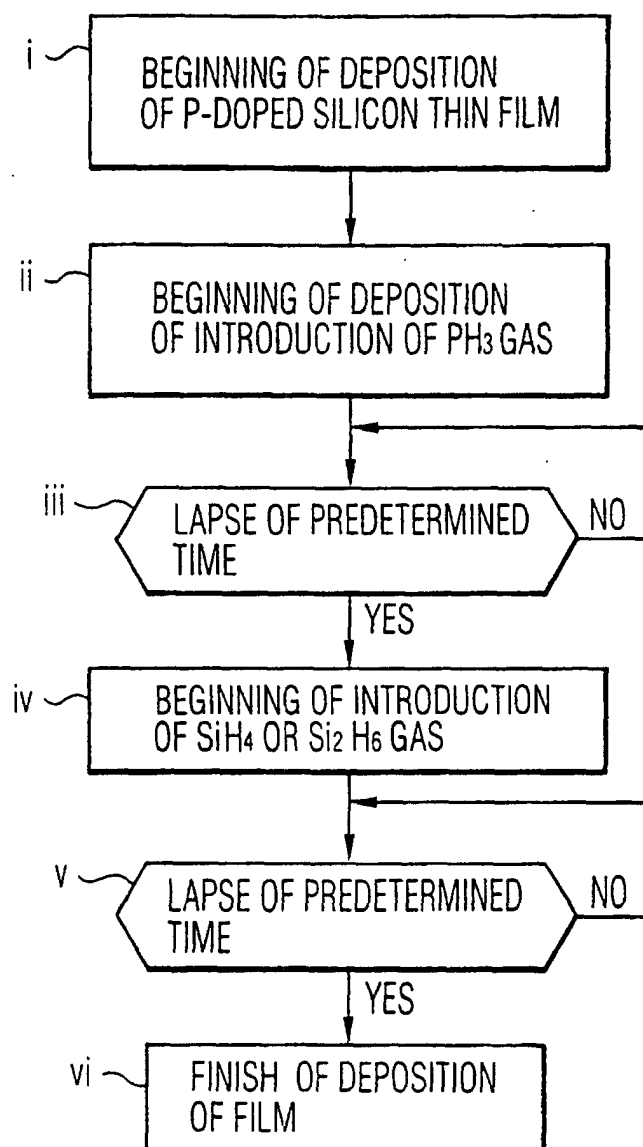 i
BEGINNING OF DEPOSITION
OF P-DOPED SILICON THIN FILM
ii
BEGINNING OF DEPOSITION
OF INTRODUCTION OF PH₃ GAS
iii
LAPSE OF PREDETERMINED
TIME
NO
YES
iv
BEGINNING OF INTRODUCTION
OF SiH₄ OR Si₂ H₆ GAS
v
LAPSE OF PREDETERMINED
TIME
NO
YES
vi
FINISH OF DEPOSITION
OF FILM